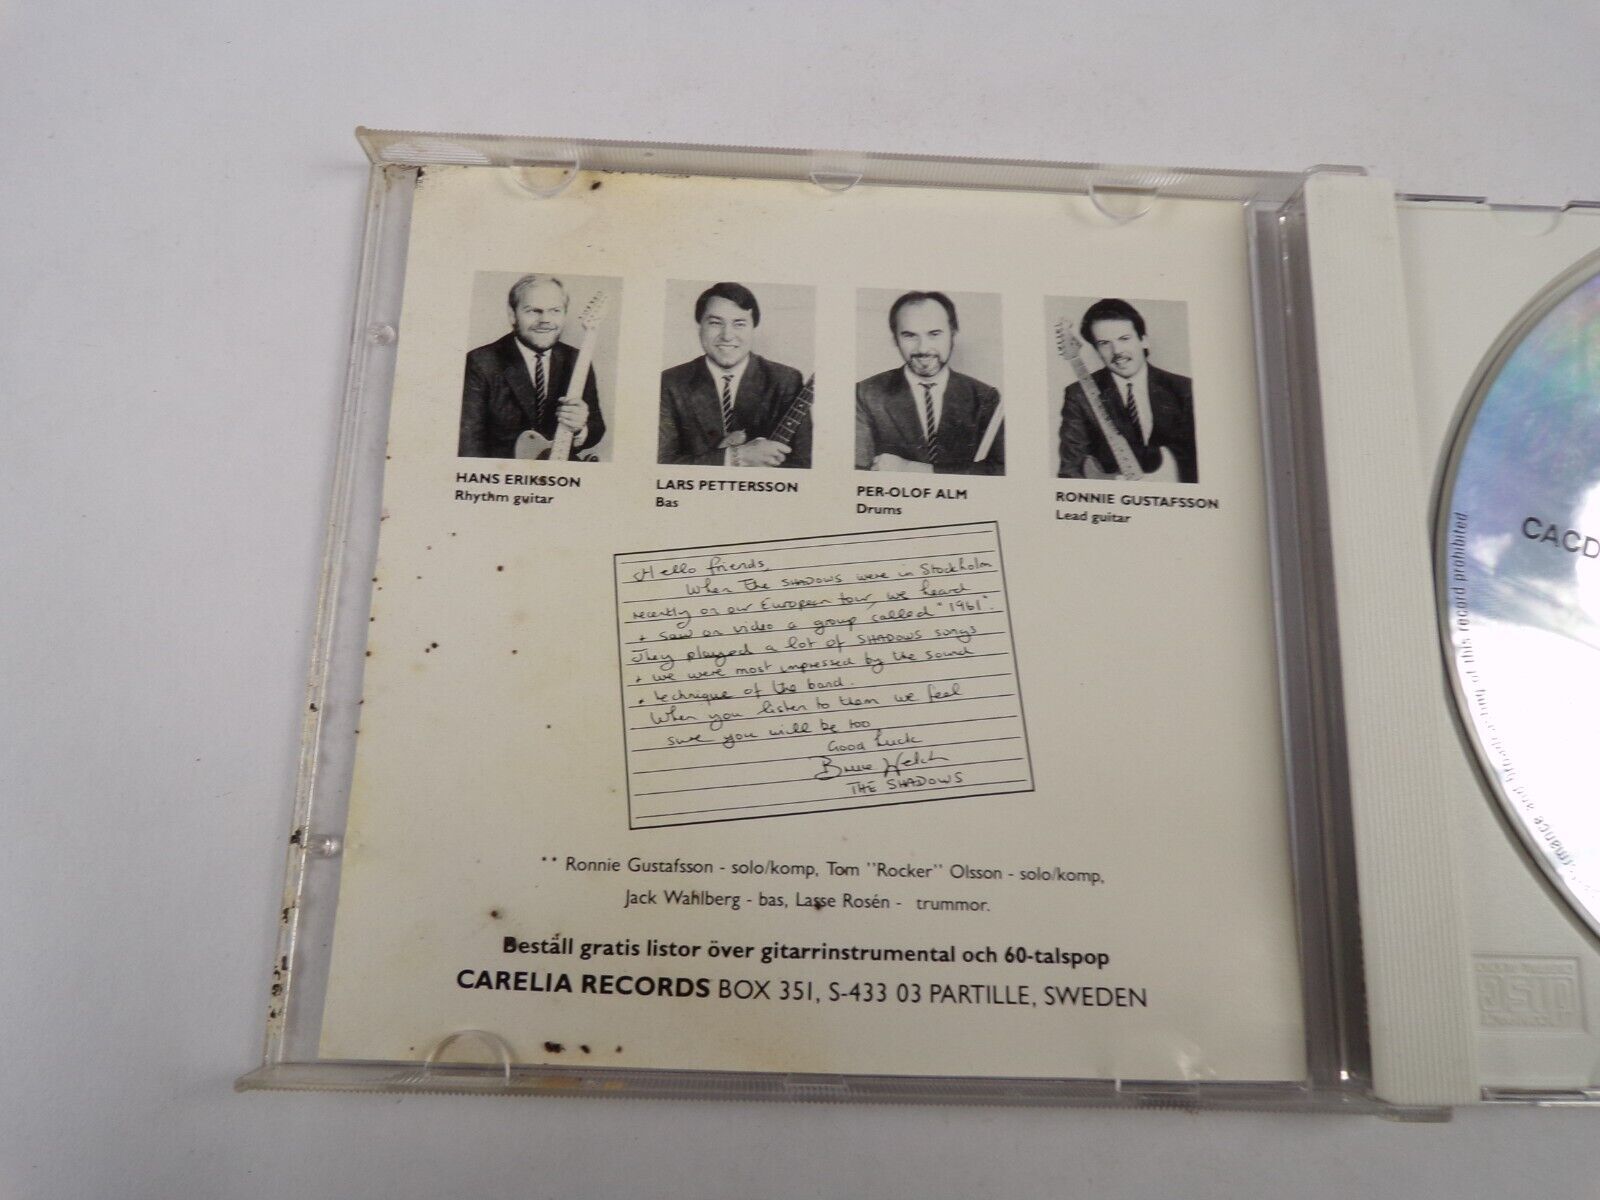 HANS ERIKSSON
Rhythm guitar
LARS PETTERSSON
Bas
PER-OLOF ALM
Drums
RONNIE GUSTAFSSON
Lead guitar
Hello friends,
When The SHADOWS were in Stockholm
recently on our European tour, we heard
+ saw on video a group called "1961".
They played a lot of SHADOWS songs
+ we were most impressed by the sound
+ technique of the band.
When you listen to them we feel
sure you will be too
Good Luck
Bruce Welch
THE SHADOWS
** Ronnie Gustafsson - solo/komp, Tom "Rocker" Olsson - solo/komp,
Jack Wahlberg - bas, Lasse Rosén - trummor.
Beställ gratis listor över gitarrinstrumental och 60-talspop
CARELIA RECORDS BOX 351, S-433 03 PARTILLE, SWEDEN
CACD
of this record prohibited